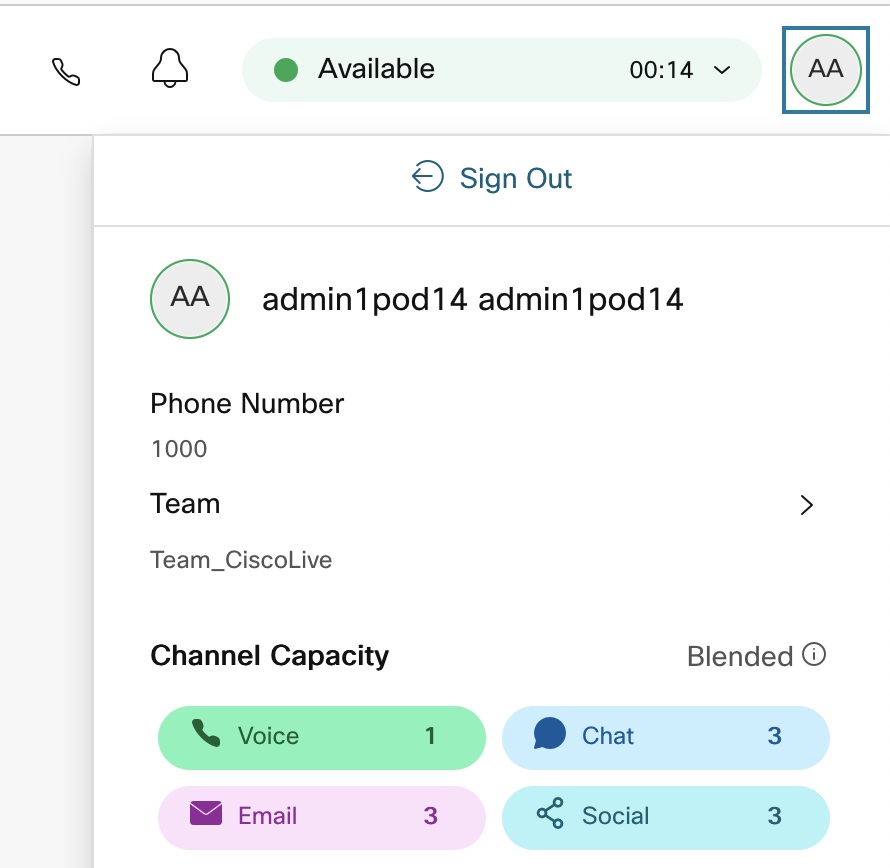 Available 00:14 AA
Sign Out
AA admin1pod14 admin1pod14
Phone Number
1000
Team
Team_CiscoLive
Channel Capacity Blended
Voice 1 Chat 3
Email 3 Social 3